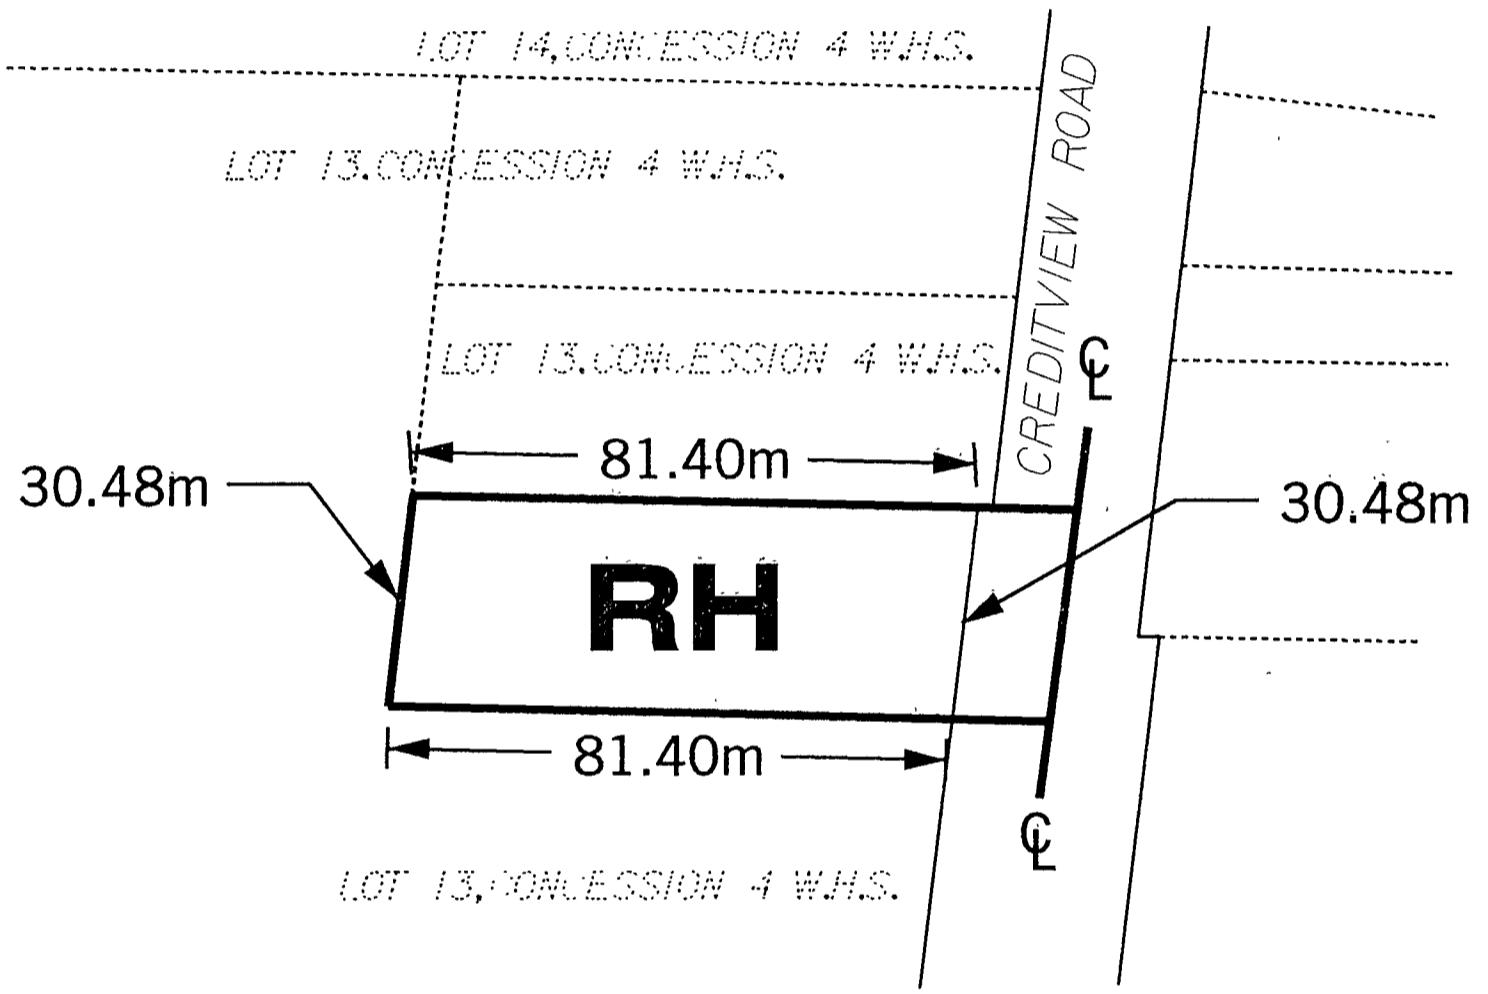 LOT 14, CONCESSION 4 W.H.S.
LOT 13, CONCESSION 4 W.H.S.
CREDITVIEW ROAD
LOT 13, CONCESSION 4 W.H.S.
℄
81.40m
30.48m
30.48m
RH
81.40m
℄
LOT 13, CONCESSION 4 W.H.S.